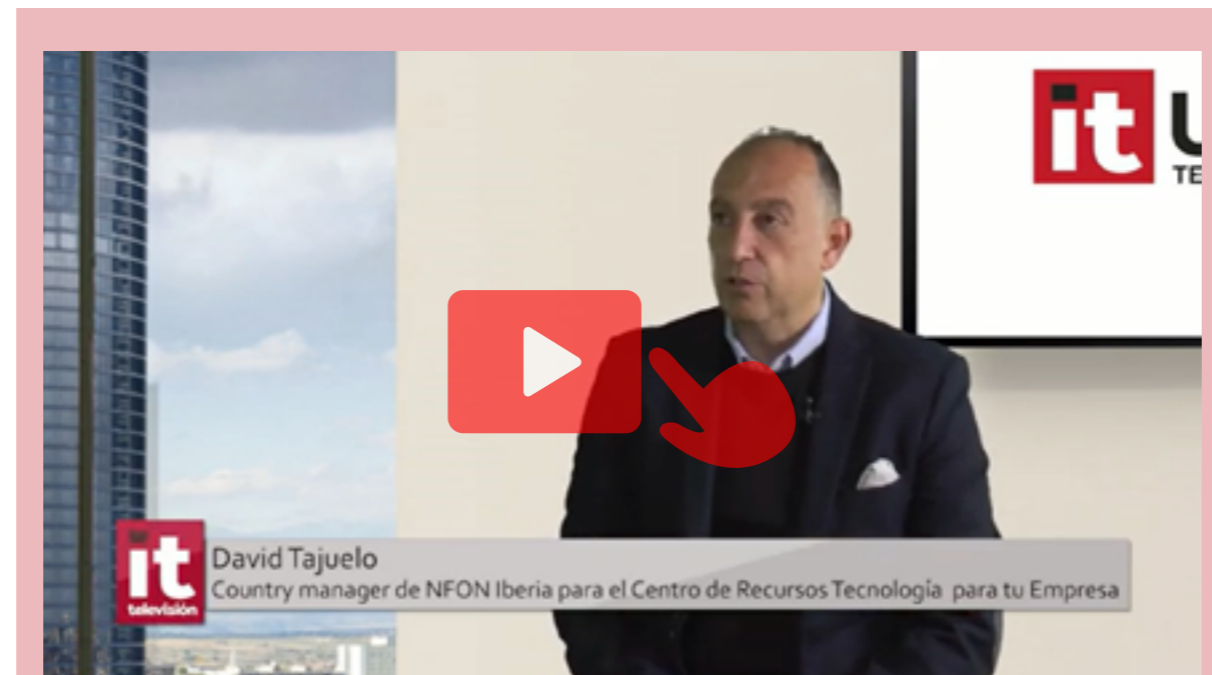 it U
TE
it
televisión
David Tajuelo
Country manager de NFON Iberia para el Centro de Recursos Tecnología para tu Empresa